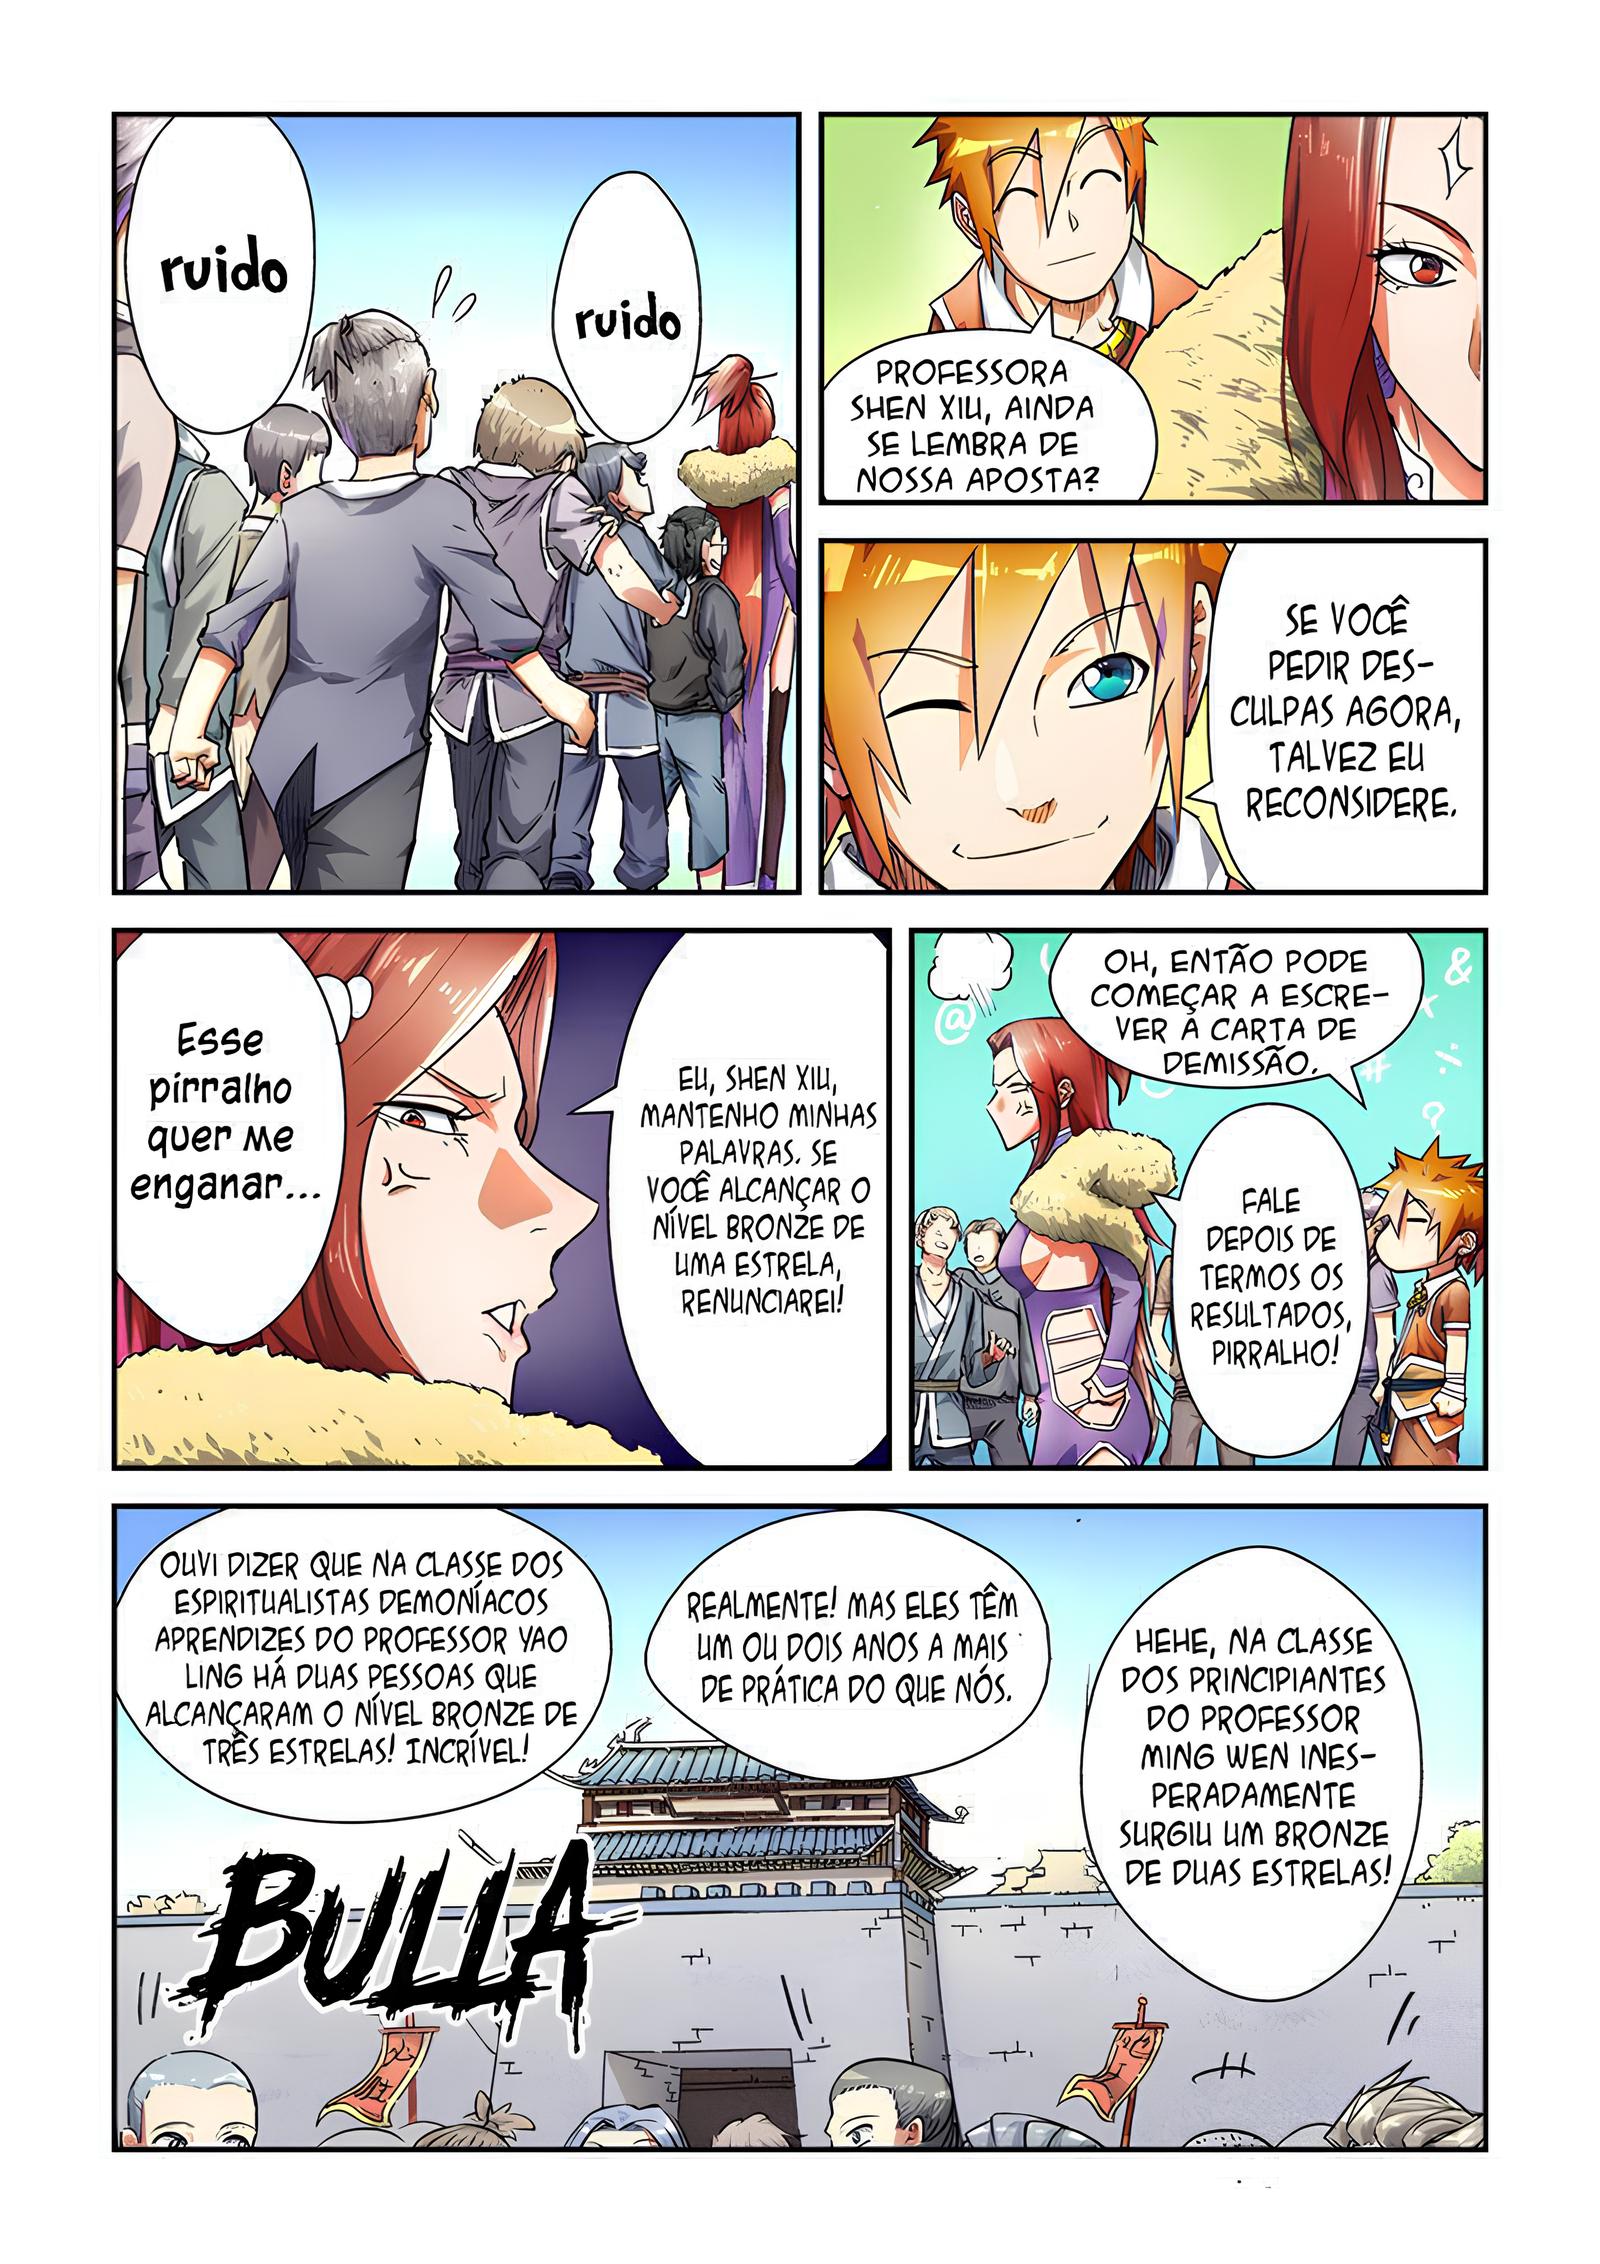 ruido
ruido
PROFESSORA
SHEN XIU, AINDA
SE LEMBRA DE
NOSSA APOSTA?
SE VOCÊ
PEDIR DES-
CULPAS AGORA,
TALVEZ EU
RECONSIDERE.
Esse
pirralho
quer me
enganar...
EU, SHEN XIU,
MANTENHO MINHAS
PALAVRAS. SE
VOCÊ ALCANÇAR O
NÍVEL BRONZE DE
UMA ESTRELA,
RENUNCIAREI!
OH, ENTÃO PODE
COMEÇAR A ESCRE-
VER A CARTA DE
DEMISSÃO.
@
&
#
?
FALE
DEPOIS DE
TERMOS OS
RESULTADOS,
PIRRALHO!
OUVI DIZER QUE NA CLASSE DOS
ESPIRITUALISTAS DEMONÍACOS
APRENDIZES DO PROFESSOR YAO
LING HÁ DUAS PESSOAS QUE
ALCANÇARAM O NÍVEL BRONZE DE
TRÊS ESTRELAS! INCRÍVEL!
REALMENTE! MAS ELES TÊM
UM OU DOIS ANOS A MAIS
DE PRÁTICA DO QUE NÓS.
HEHE, NA CLASSE
DOS PRINCIPIANTES
DO PROFESSOR
MING WEN INES-
PERADAMENTE
SURGIU UM BRONZE
DE DUAS ESTRELAS!
BULLA